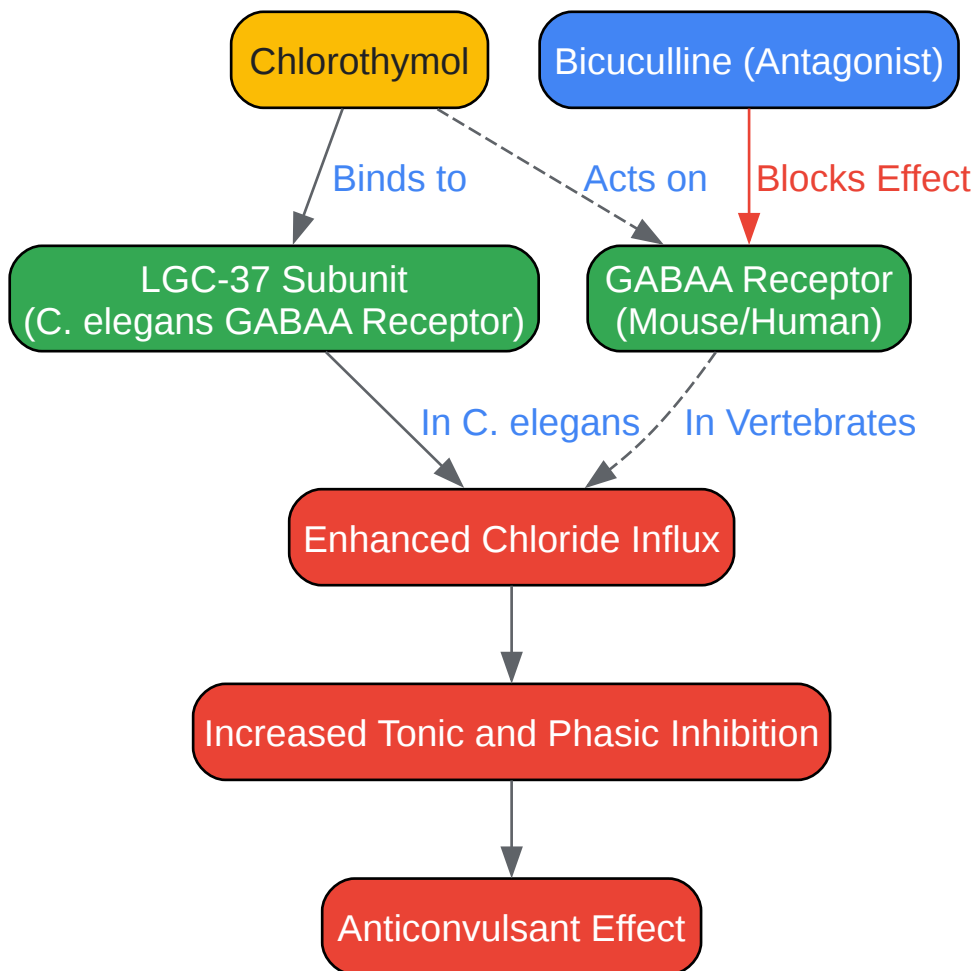 Chlorothymol
Bicuculline (Antagonist)
Binds to
Acts on
Blocks Effect
LGC-37 Subunit
(C. elegans GABAA Receptor)
GABAA Receptor
(Mouse/Human)
In C. elegans
In Vertebrates
Enhanced Chloride Influx
Increased Tonic and Phasic Inhibition
Anticonvulsant Effect